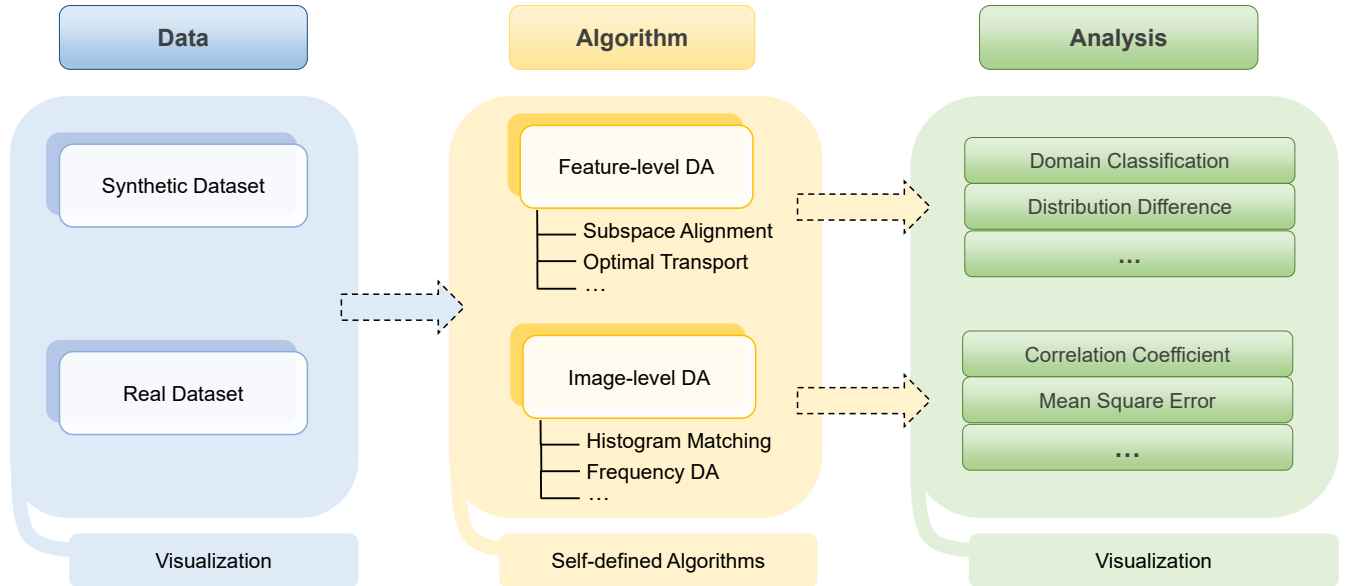 Data
Algorithm
Analysis
Synthetic Dataset
Real Dataset
Visualization
Feature-level DA
Subspace Alignment
Optimal Transport
…
Image-level DA
Histogram Matching
Frequency DA
…
Self-defined Algorithms
Domain Classification
Distribution Difference
…
Correlation Coefficient
Mean Square Error
…
Visualization